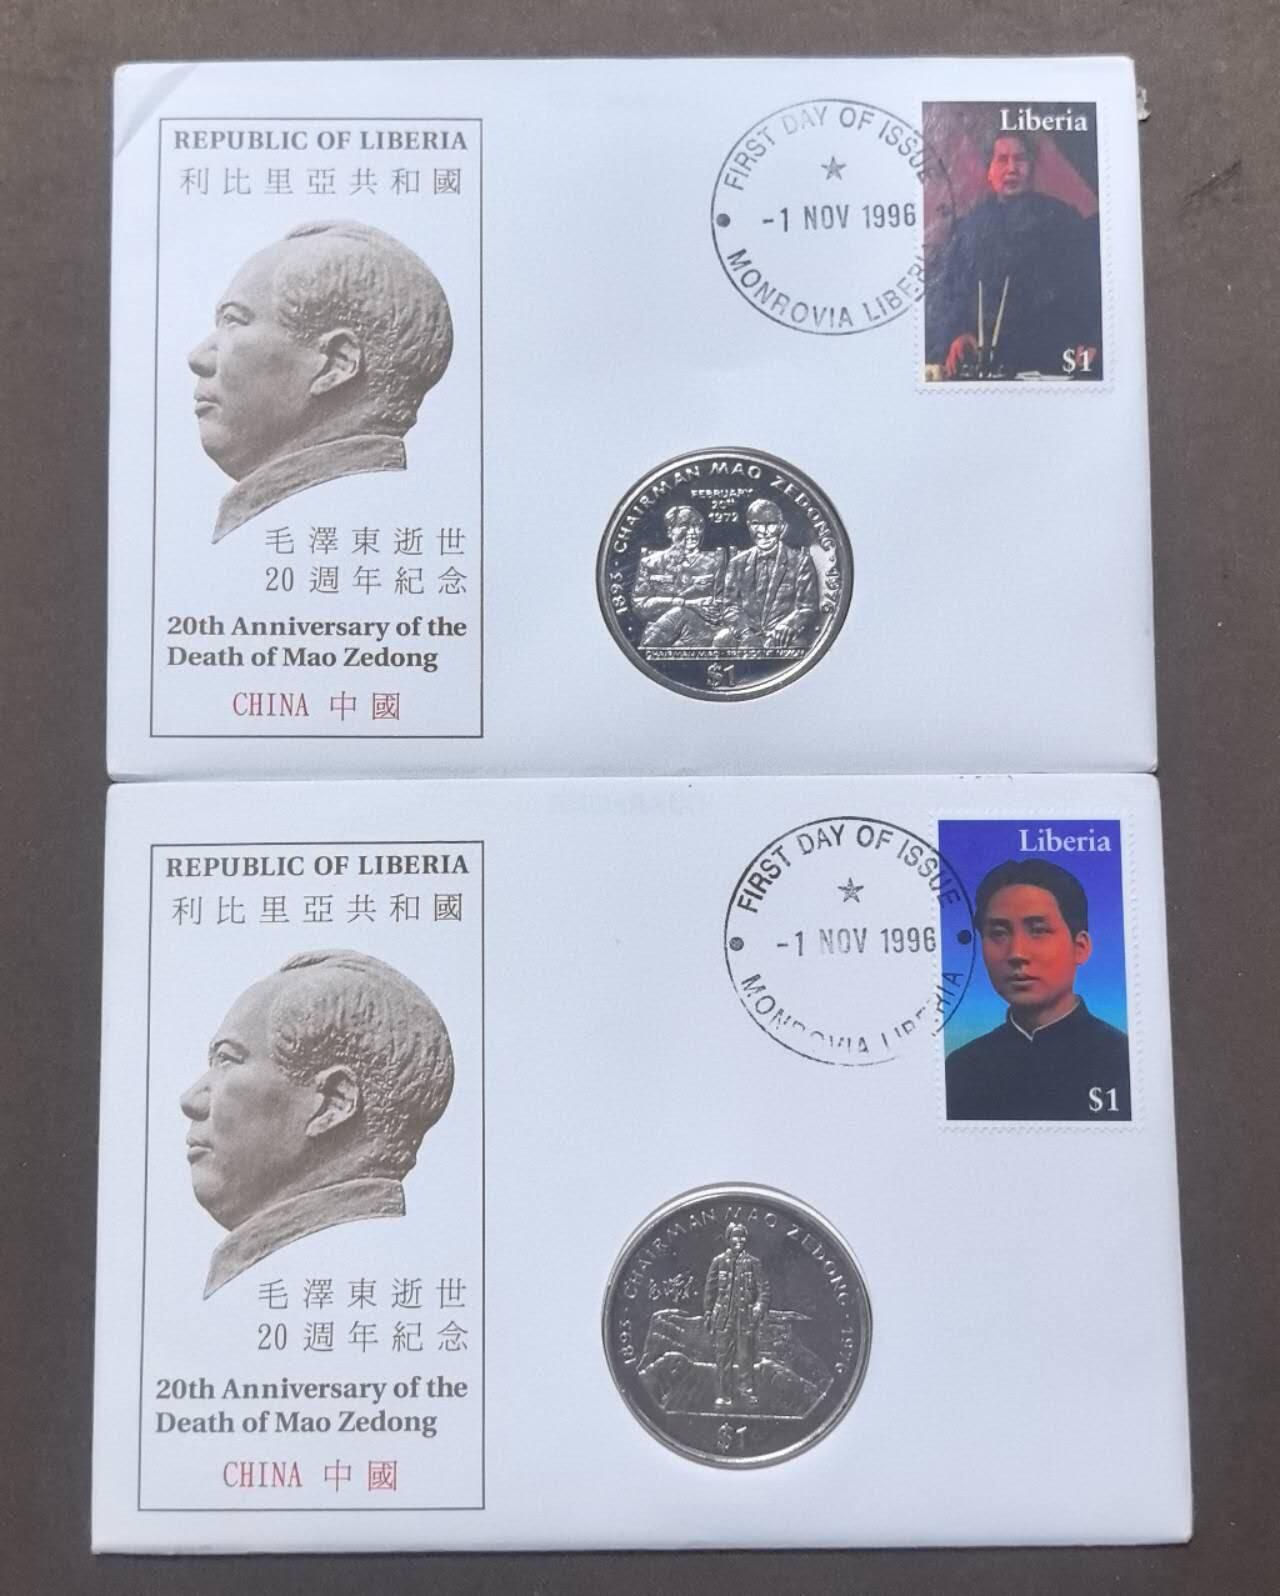 REPUBLIC OF LIBERIA
利比里亞共和國
毛澤東逝世
20週年紀念
20th Anniversary of the
Death of Mao Zedong
CHINA 中國
FIRST DAY OF ISSUE
-1 NOV 1996
MONROVIA LIBERIA
Liberia
$1
1893 · CHAIRMAN MAO ZEDONG · 1976
FEBRUARY
20th
1972
CHAIRMAN MAO · PRESIDENT NIXON
$1
REPUBLIC OF LIBERIA
利比里亞共和國
毛澤東逝世
20週年紀念
20th Anniversary of the
Death of Mao Zedong
CHINA 中國
FIRST DAY OF ISSUE
-1 NOV 1996
MONROVIA LIBERIA
Liberia
$1
1893 · CHAIRMAN MAO ZEDONG · 1976
$1